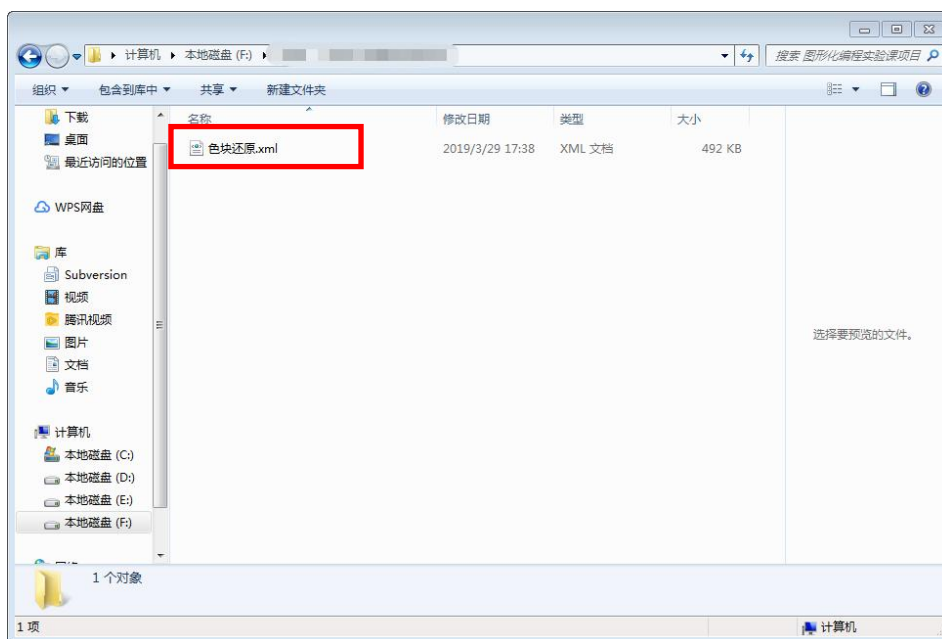 计算机 本地磁盘 (F:)
搜索 图形化编程实验课项目
组织 包含到库中 共享 新建文件夹
名称 修改日期 类型 大小
色块还原.xml 2019/3/29 17:38 XML 文档 492 KB
下载
桌面
最近访问的位置
WPS网盘
库
Subversion
视频
腾讯视频
图片
文档
音乐
计算机
本地磁盘 (C:)
本地磁盘 (D:)
本地磁盘 (E:)
本地磁盘 (F:)
选择要预览的文件。
1 个对象
1 项
计算机